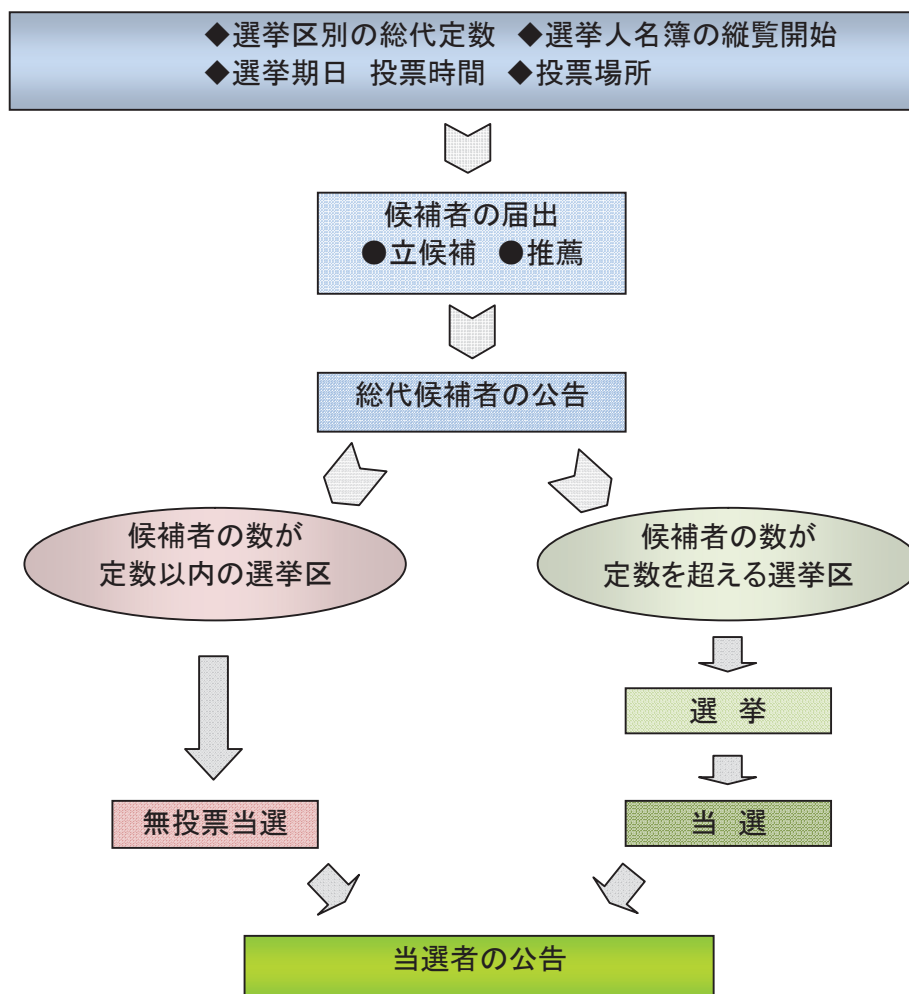 ◆選挙区別の総代定数 ◆選挙人名簿の縦覧開始
◆選挙期日 投票時間 ◆投票場所
候補者の届出
●立候補 ●推薦
総代候補者の公告
候補者の数が
定数以内の選挙区
候補者の数が
定数を超える選挙区
選 挙
無投票当選
当 選
当選者の公告